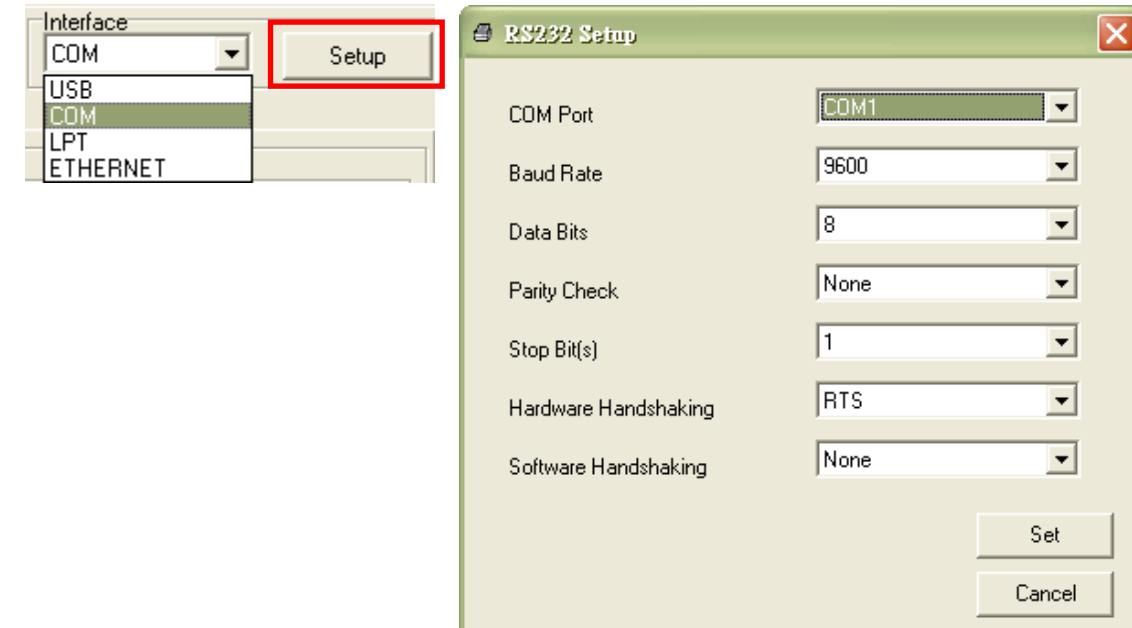 Interface
COM
Setup
USB
COM
LPT
ETHERNET
RS232 Setup
COM Port COM1
Baud Rate 9600
Data Bits 8
Parity Check None
Stop Bit(s) 1
Hardware Handshaking RTS
Software Handshaking None
Set
Cancel